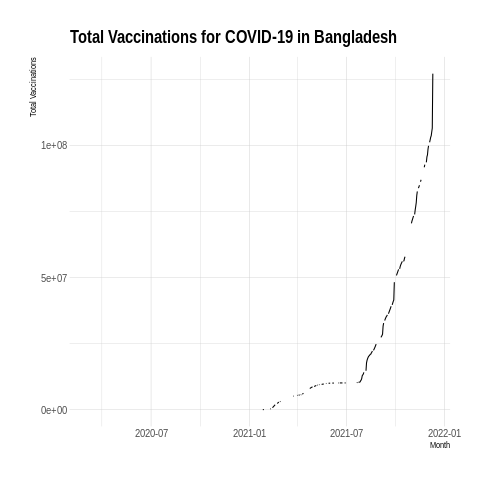 Total Vaccinations for COVID-19 in Bangladesh
Total Vaccinations
1e+08
5e+07
0e+00
2020-07
2021-01
2021-07
2022-01
Month